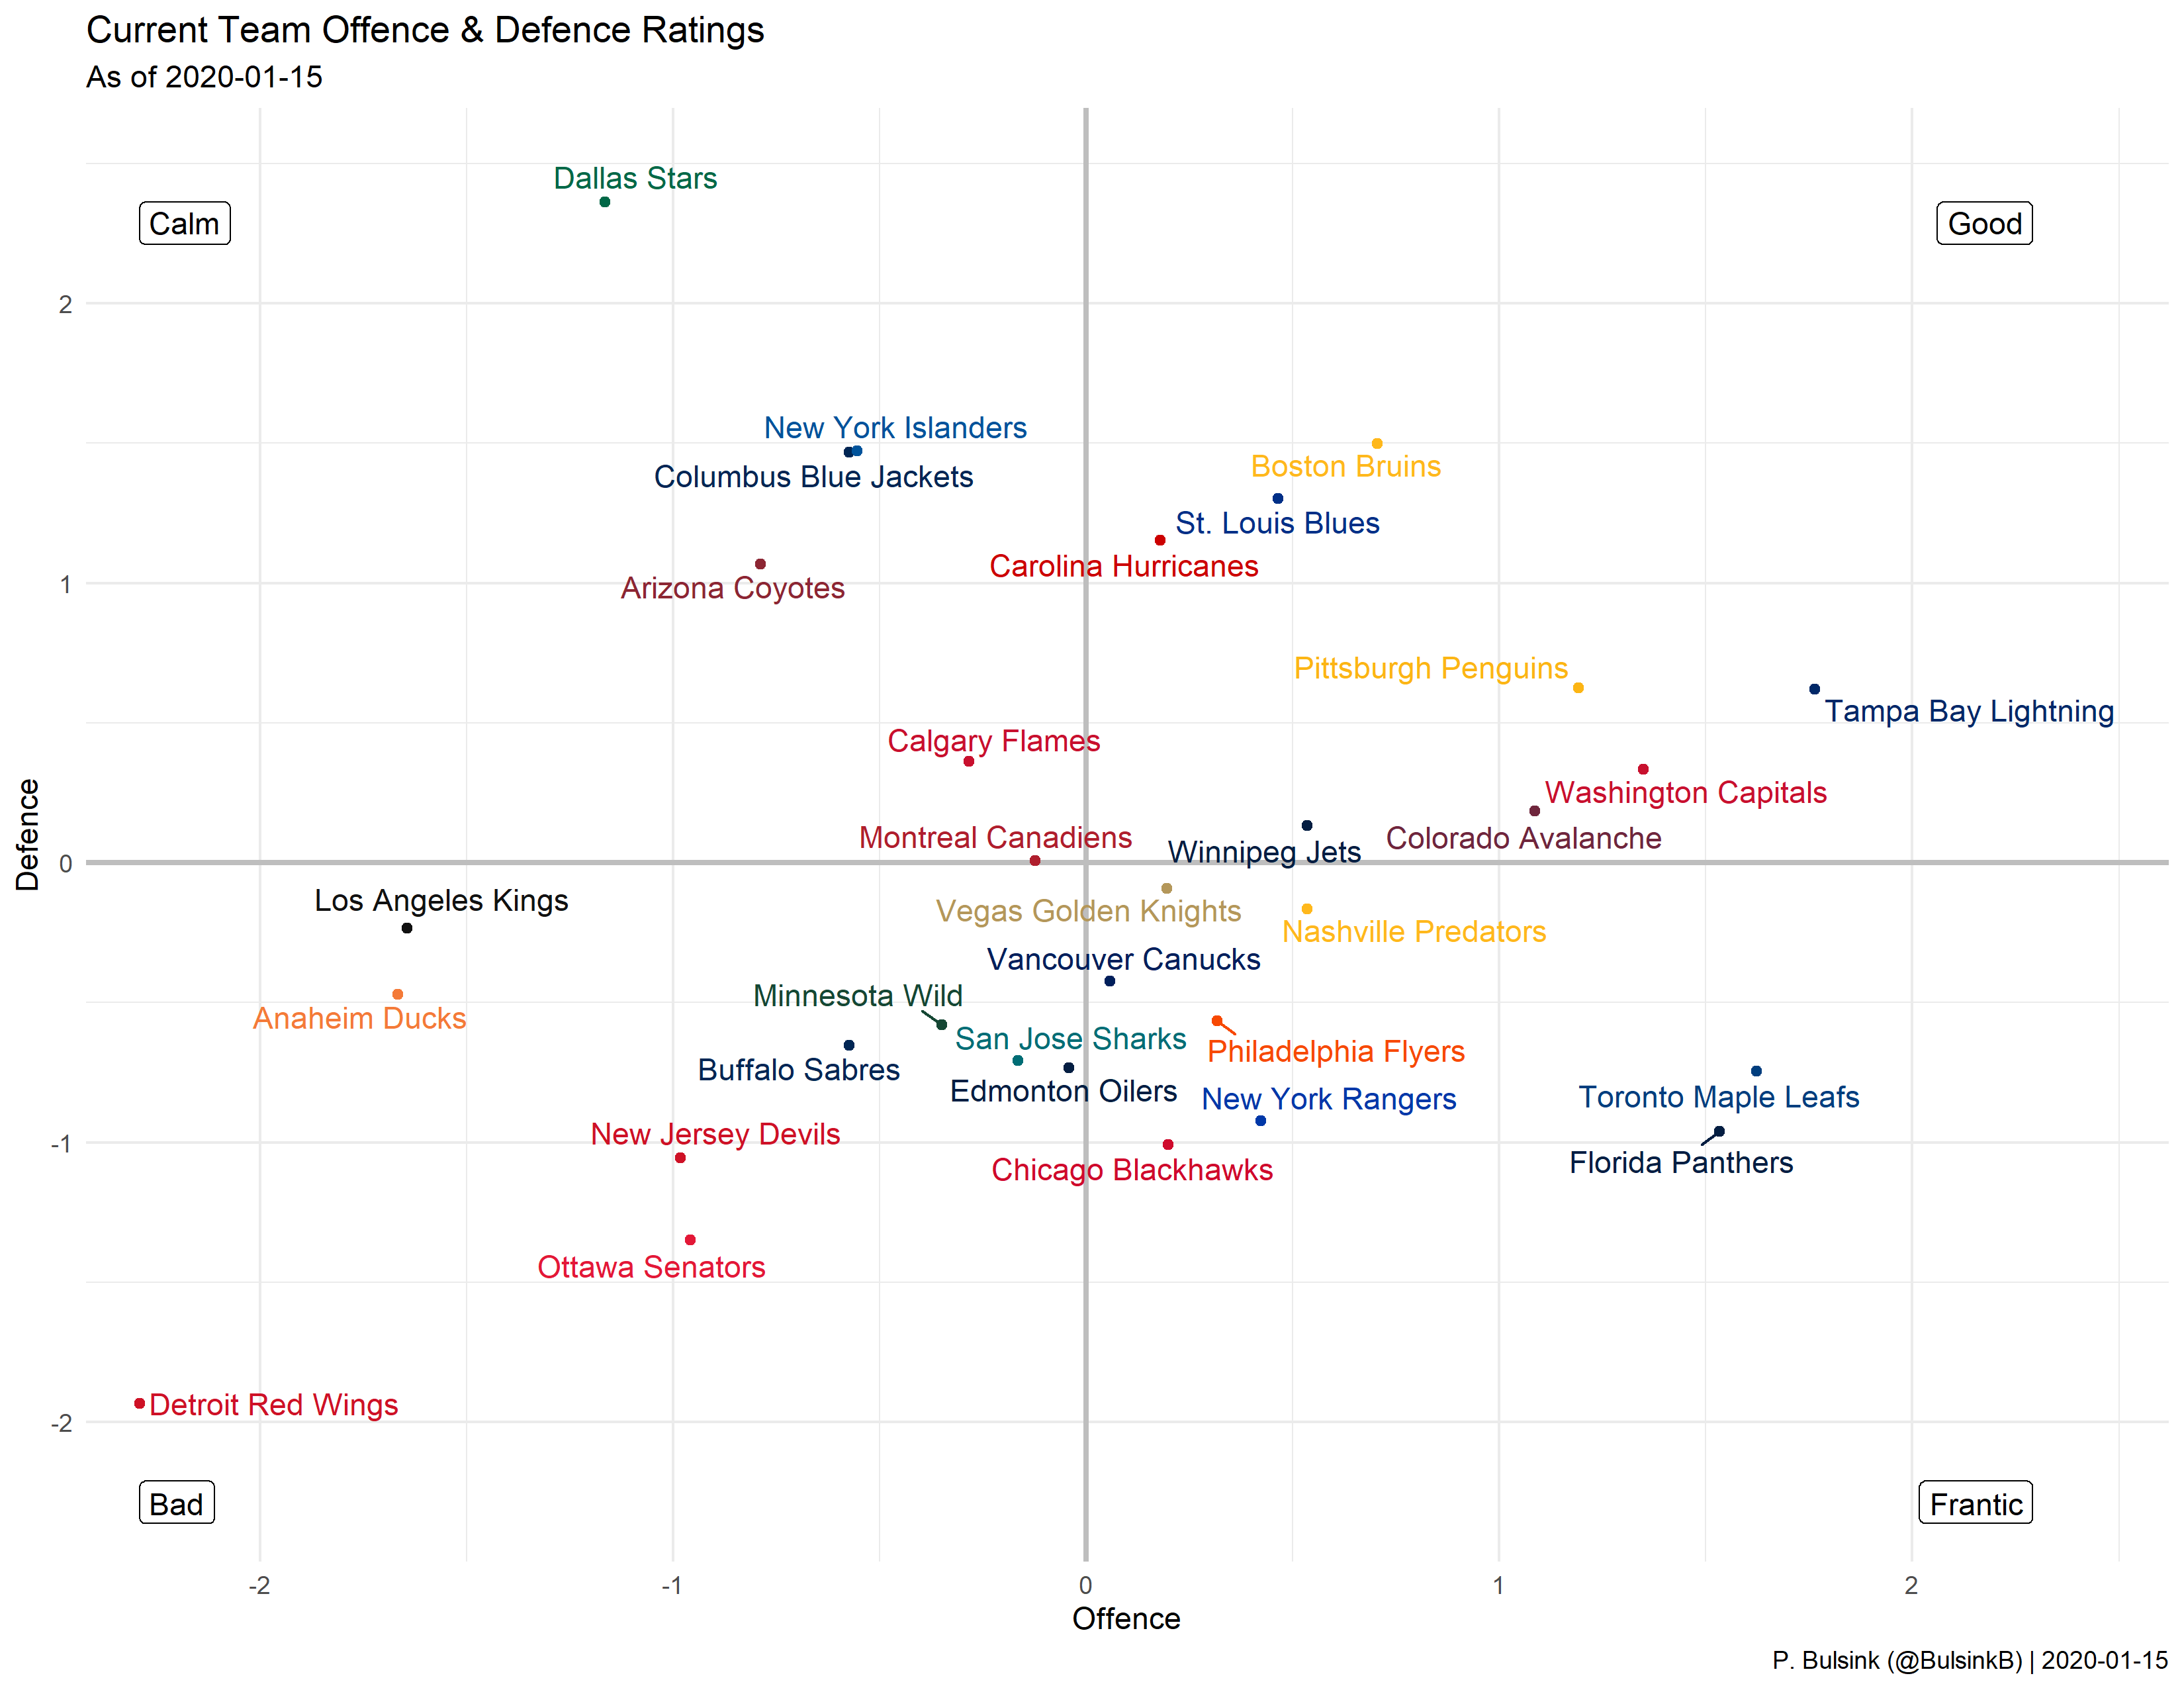 Current Team Offence & Defence Ratings
As of 2020-01-15
Dallas Stars
Calm
Good
2
New York Islanders
Boston Bruins
Columbus Blue Jackets
St. Louis Blues
Carolina Hurricanes
1
Arizona Coyotes
Pittsburgh Penguins
Tampa Bay Lightning
Calgary Flames
Washington Capitals
Montreal Canadiens
Colorado Avalanche
Winnipeg Jets
Defence
0
Los Angeles Kings
Vegas Golden Knights
Nashville Predators
Vancouver Canucks
Minnesota Wild
Anaheim Ducks
San Jose Sharks
Philadelphia Flyers
Buffalo Sabres
Edmonton Oilers
New York Rangers
Toronto Maple Leafs
New Jersey Devils
-1
Florida Panthers
Chicago Blackhawks
Ottawa Senators
Detroit Red Wings
-2
Bad
Frantic
-2
-1
0
1
2
Offence
P. Bulsink (@BulsinkB) | 2020-01-15